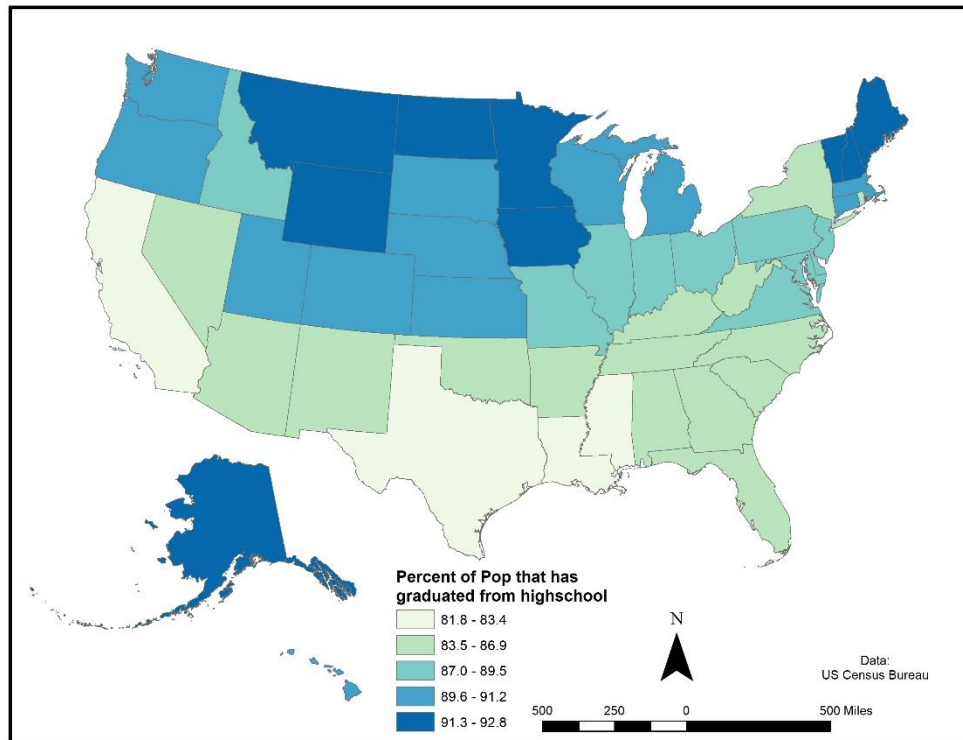 Percent of Pop that has
graduated from highschool
81.8 - 83.4
83.5 - 86.9
87.0 - 89.5
89.6 - 91.2
91.3 - 92.8
N
Data:
US Census Bureau
500 250 0 500 Miles